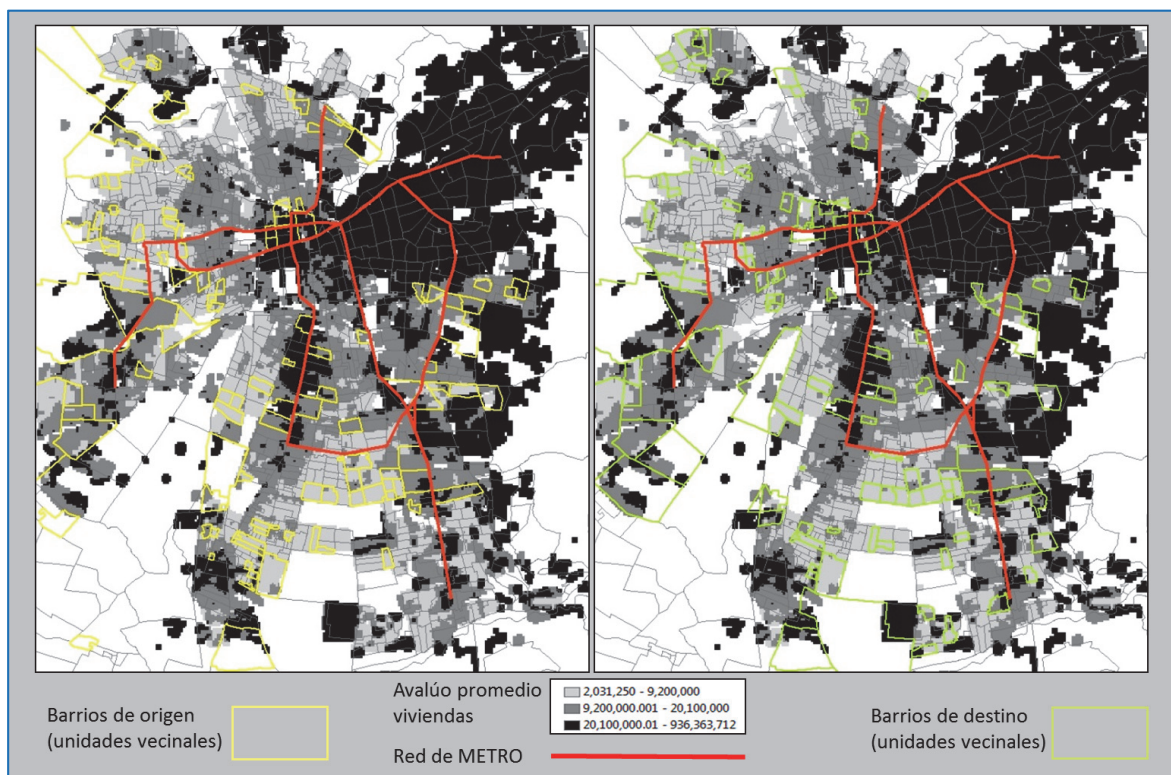 Barrios de origen
(unidades vecinales)
Avalúo promedio
viviendas
2,031,250 - 9,200,000
9,200,000.001 - 20,100,000
20,100,000.01 - 936,363,712
Red de METRO
Barrios de destino
(unidades vecinales)